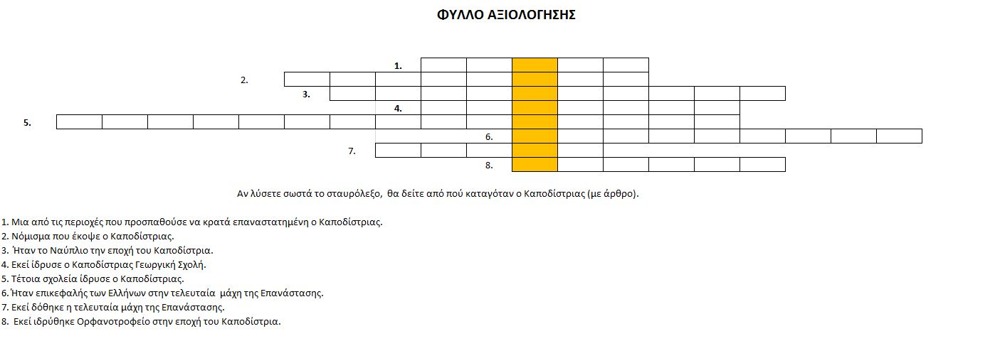 ΦΥΛΛΟ ΑΞΙΟΛΟΓΗΣΗΣ
1.
2.
3.
4.
5.
6.
7.
8.
Αν λύσετε σωστά το σταυρόλεξο, θα δείτε από πού καταγόταν ο Καποδίστριας (με άρθρο).
1. Μια από τις περιοχές που προσπαθούσε να κρατά επαναστατημένη ο Καποδίστριας.
2. Νόμισμα που έκοψε ο Καποδίστριας.
3. Ήταν το Ναύπλιο την εποχή του Καποδίστρια.
4. Εκεί ίδρυσε ο Καποδίστριας Γεωργική Σχολή.
5. Τέτοια σχολεία ίδρυσε ο Καποδίστριας.
6. Ήταν επικεφαλής των Ελλήνων στην τελευταία μάχη της Επανάστασης.
7. Εκεί δόθηκε η τελευταία μάχη της Επανάστασης.
8. Εκεί ιδρύθηκε Ορφανοτροφείο στην εποχή του Καποδίστρια.